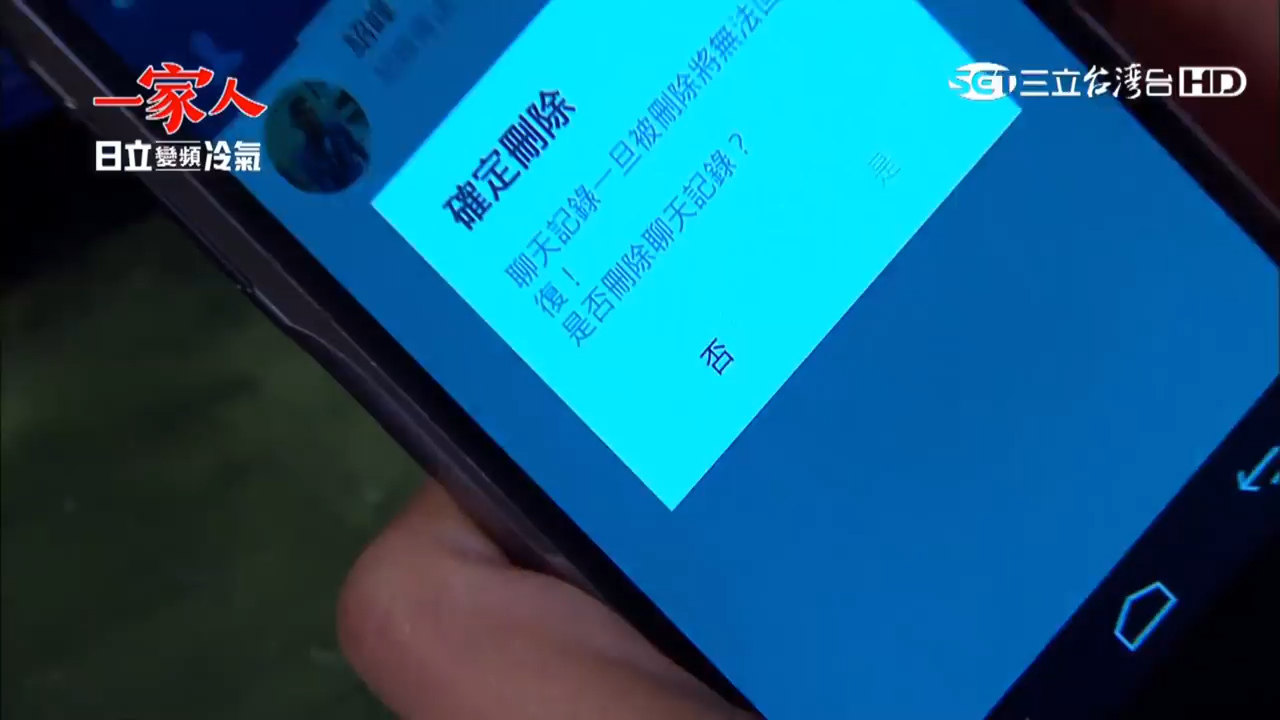 一家人
日立變頻冷氣
SET三立台灣台HD
確定刪除
聊天記錄一旦被刪除將無法回
復！
是否刪除聊天記錄？
否
是